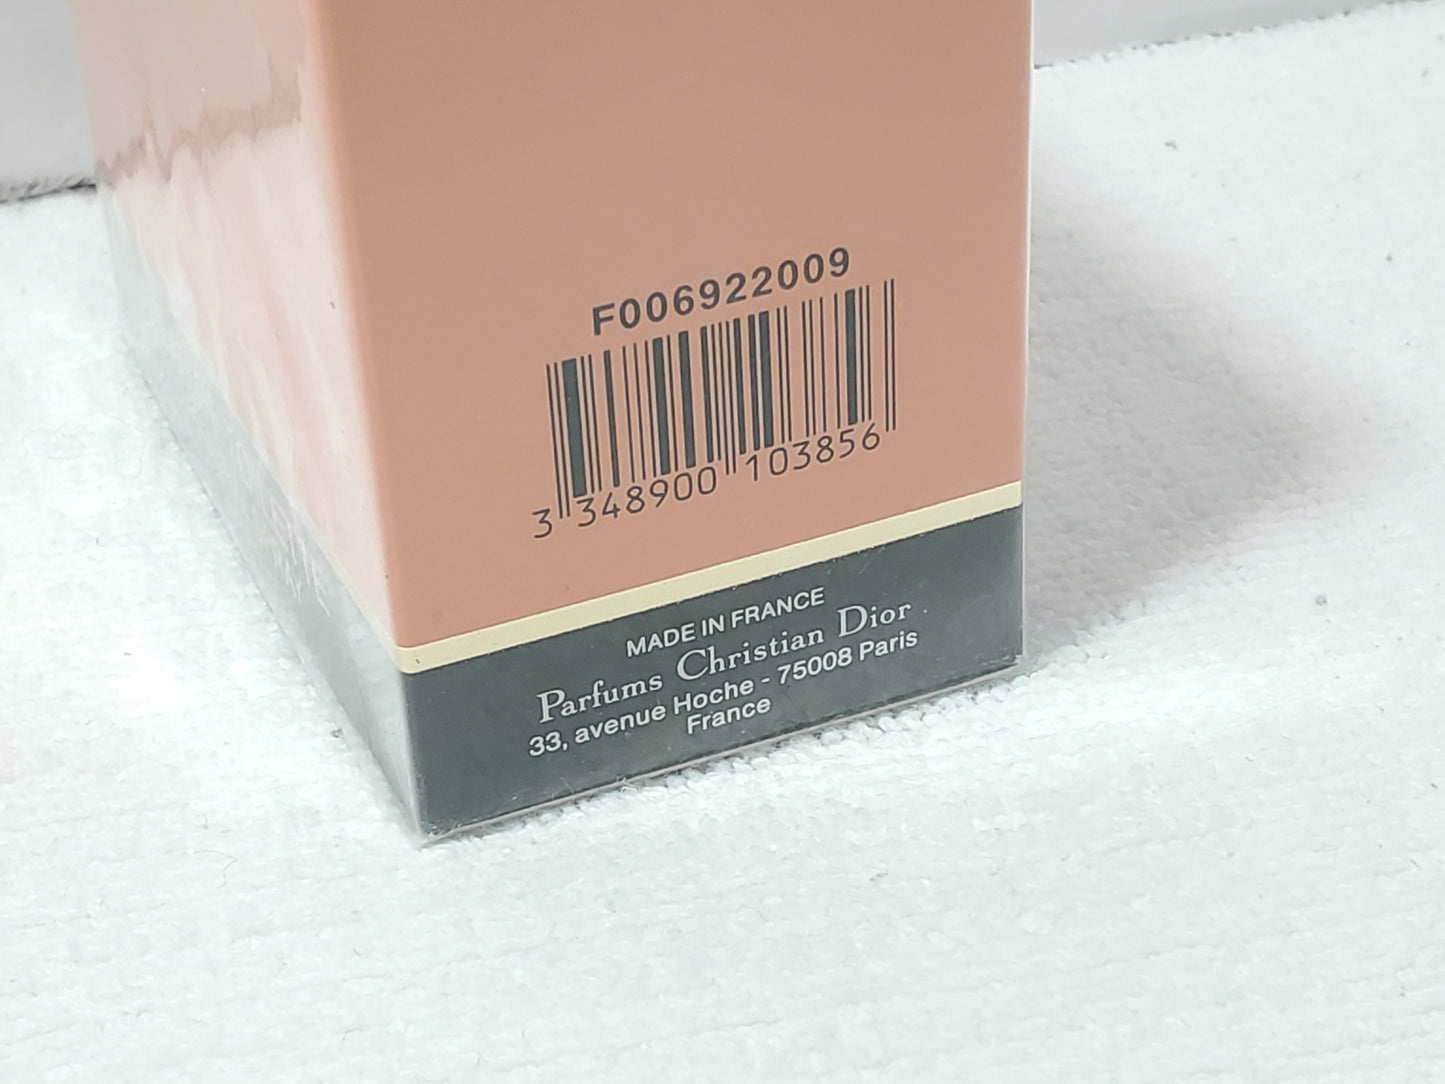 F006922009
3 348900 103856
MADE IN FRANCE
Parfums Christian Dior
33, avenue Hoche - 75008 Paris
France